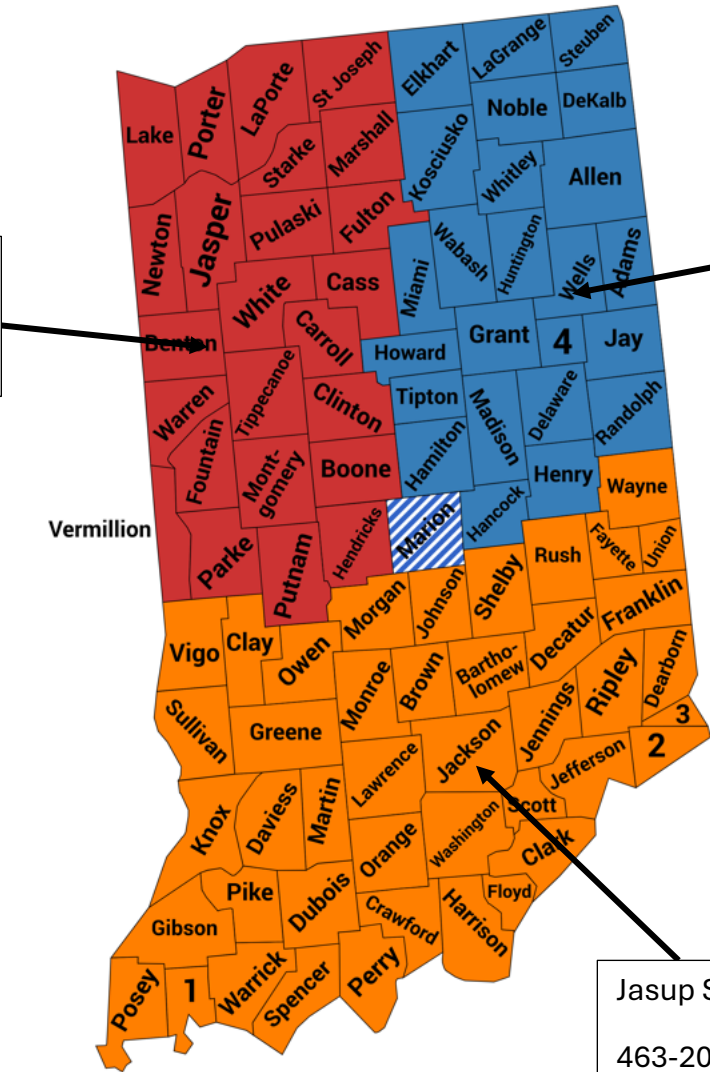 Elkhart
LaGrange
Steuben
St Joseph
LaPorte
Porter
Lake
Noble
DeKalb
Kosciusko
Marshall
Starke
Whitley
Allen
Jasper
Newton
Pulaski
Fulton
Wabash
Huntington
Wells
Adams
Miami
Cass
White
Carroll
Benton
Howard
Grant
4
Jay
Tippecanoe
Clinton
Tipton
Madison
Delaware
Randolph
Warren
Fountain
Hamilton
Boone
Mont-
gomery
Henry
Wayne
Vermillion
Hendricks
Marion
Hancock
Parke
Putnam
Rush
Fayette
Union
Shelby
Johnson
Morgan
Franklin
Vigo
Clay
Owen
Decatur
Monroe
Brown
Bartho-
lomew
Ripley
Dearborn
Sullivan
Greene
Jennings
3
2
Jackson
Lawrence
Jefferson
Knox
Daviess
Martin
Scott
Washington
Orange
Clark
Pike
Dubois
Floyd
Gibson
Crawford
Harrison
Posey
1
Warrick
Spencer
Perry
Jasup S
463-20